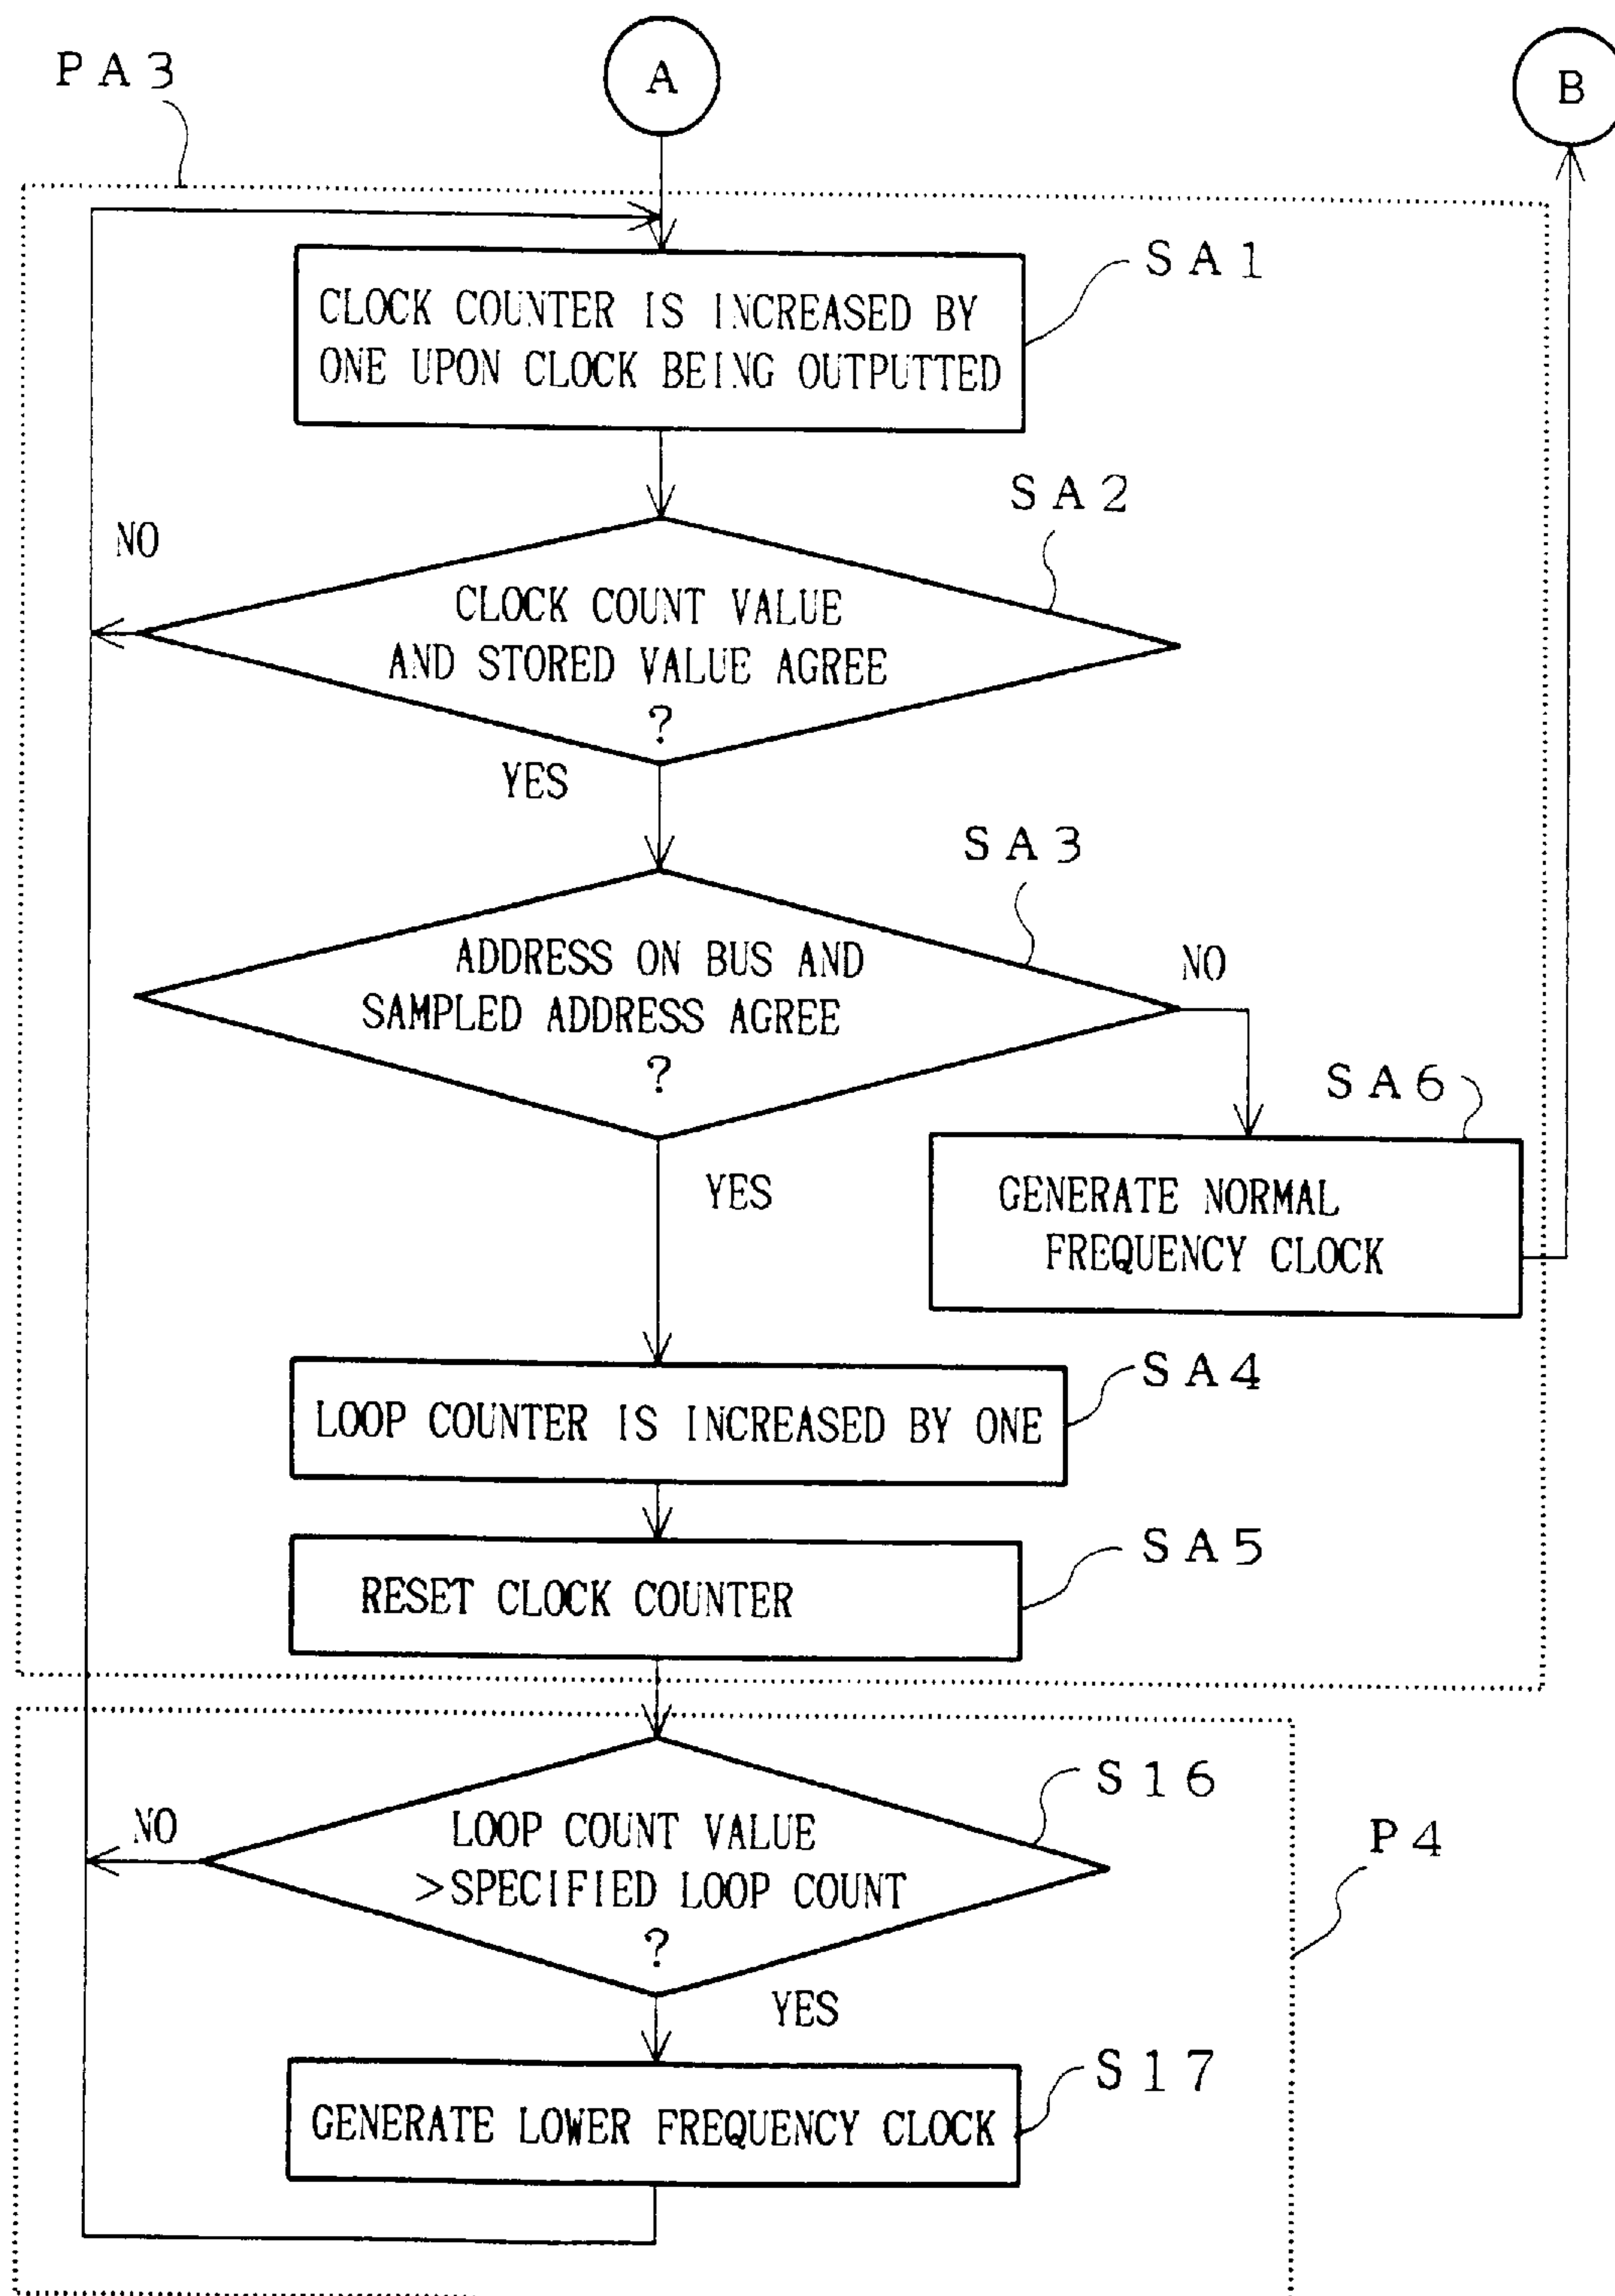 PA3
A
B
SA1
CLOCK COUNTER IS INCREASED BY
ONE UPON CLOCK BEING OUTPUTTED
SA2
NO
CLOCK COUNT VALUE
AND STORED VALUE AGREE
?
YES
SA3
ADDRESS ON BUS AND
SAMPLED ADDRESS AGREE
?
NO
SA6
YES
GENERATE NORMAL
FREQUENCY CLOCK
SA4
LOOP COUNTER IS INCREASED BY ONE
SA5
RESET CLOCK COUNTER
S16
NO
LOOP COUNT VALUE
>SPECIFIED LOOP COUNT
?
P4
YES
S17
GENERATE LOWER FREQUENCY CLOCK